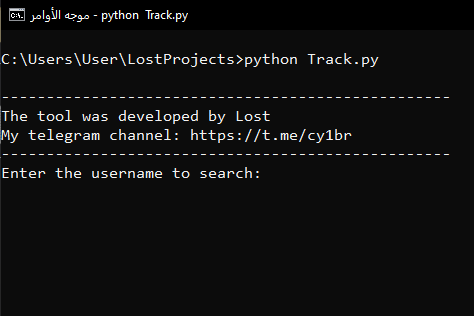 موجه الأوامر - python  Track.py
C:\Users\User\LostProjects>python Track.py
--------------------------------------------------
The tool was developed by Lost
My telegram channel: https://t.me/cy1br
--------------------------------------------------
Enter the username to search: